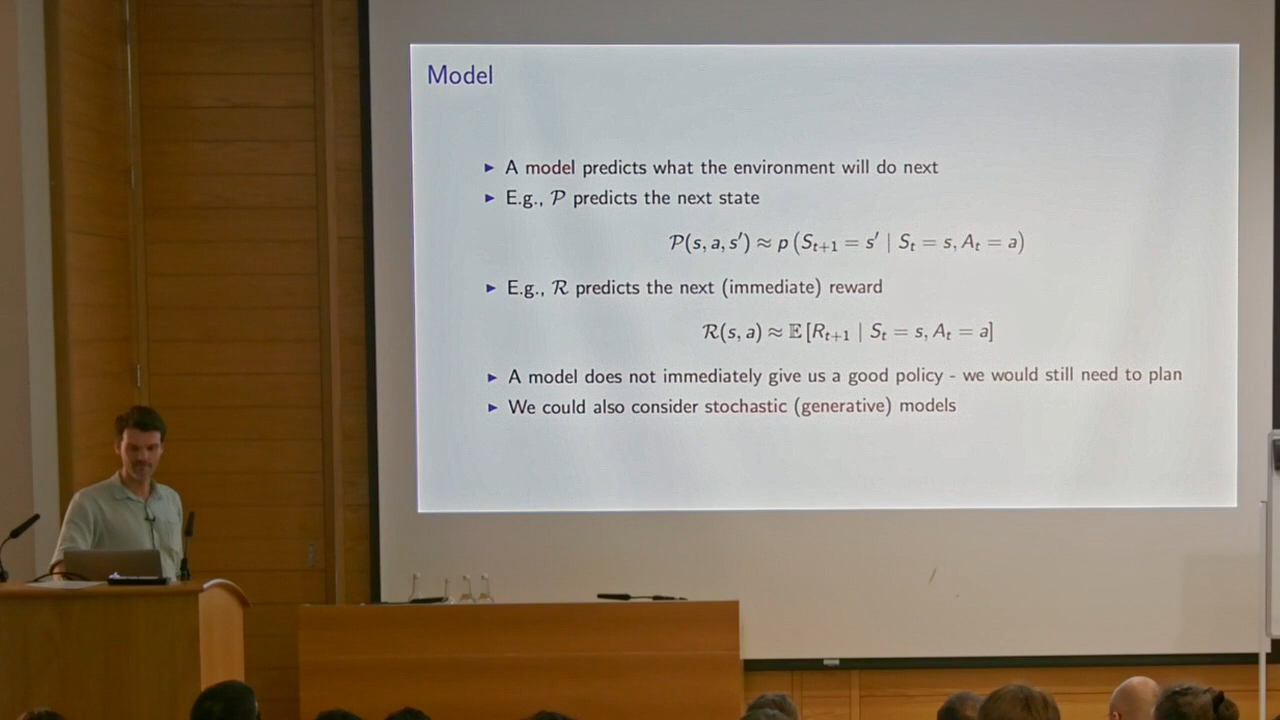 Model
▶ A model predicts what the environment will do next
▶ E.g., 𝒫 predicts the next state
𝒫(s, a, s′) ≈ p (S_{t+1} = s′ | S_t = s, A_t = a)
▶ E.g., ℛ predicts the next (immediate) reward
ℛ(s, a) ≈ 𝔼 [R_{t+1} | S_t = s, A_t = a]
▶ A model does not immediately give us a good policy - we would still need to plan
▶ We could also consider stochastic (generative) models